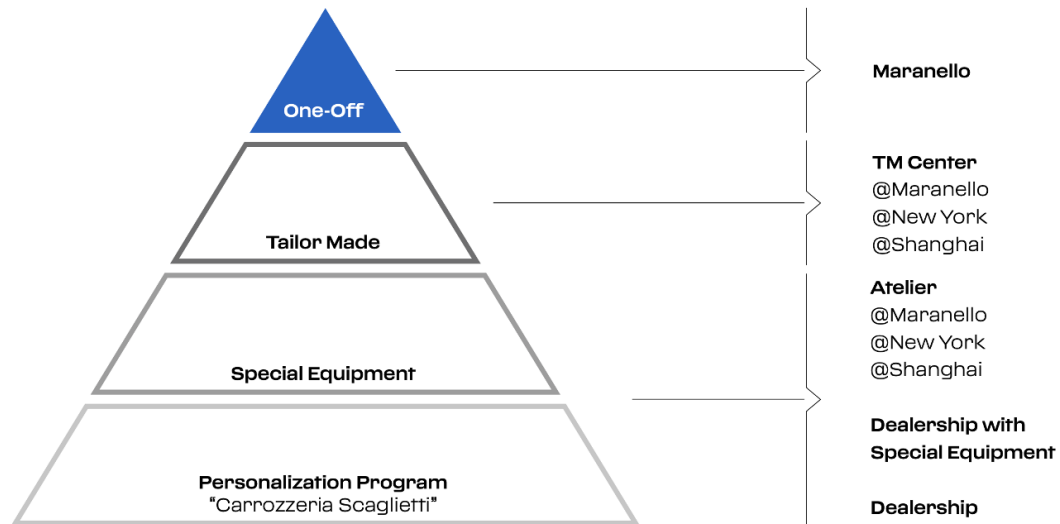 One-Off
Maranello
Tailor Made
TM Center
@Maranello
@New York
@Shanghai
Special Equipment
Atelier
@Maranello
@New York
@Shanghai
Personalization Program
“Carrozzeria Scaglietti”
Dealership with
Special Equipment
Dealership